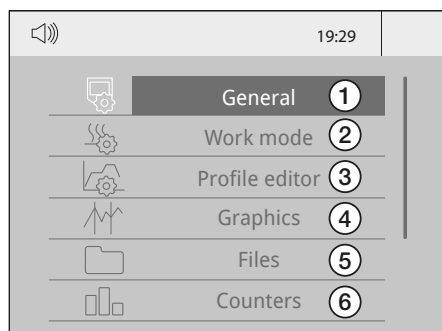 19:29
General 1
Work mode 2
Profile editor 3
Graphics 4
Files 5
Counters 6